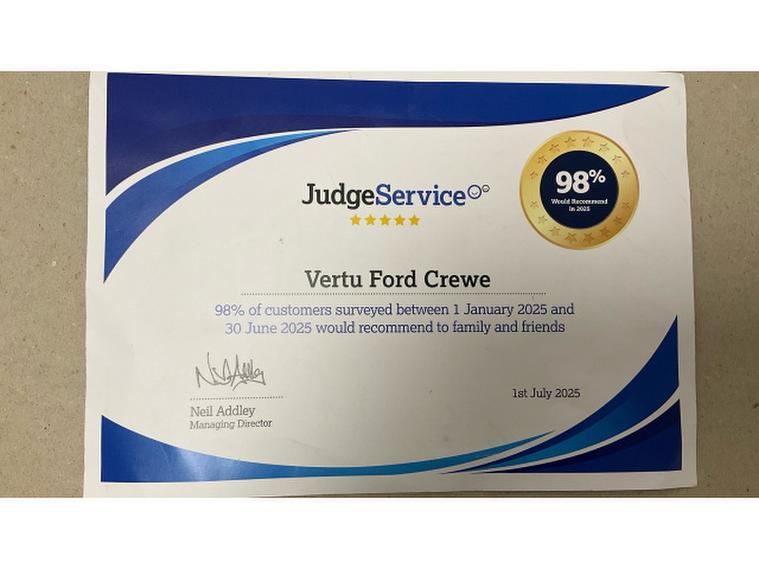 JudgeService
98%
Would Recommend
in 2025
Vertu Ford Crewe
98% of customers surveyed between 1 January 2025 and
30 June 2025 would recommend to family and friends
Neil Addley
Managing Director
1st July 2025